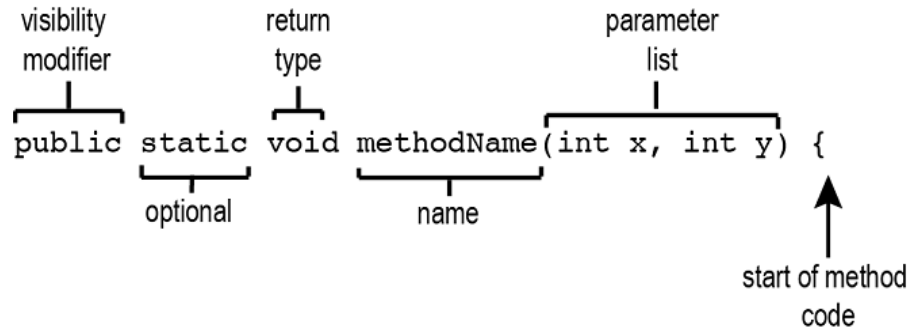 visibility
modifier
return
type
parameter
list
public static void methodName(int x, int y) {
optional
name
start of method
code